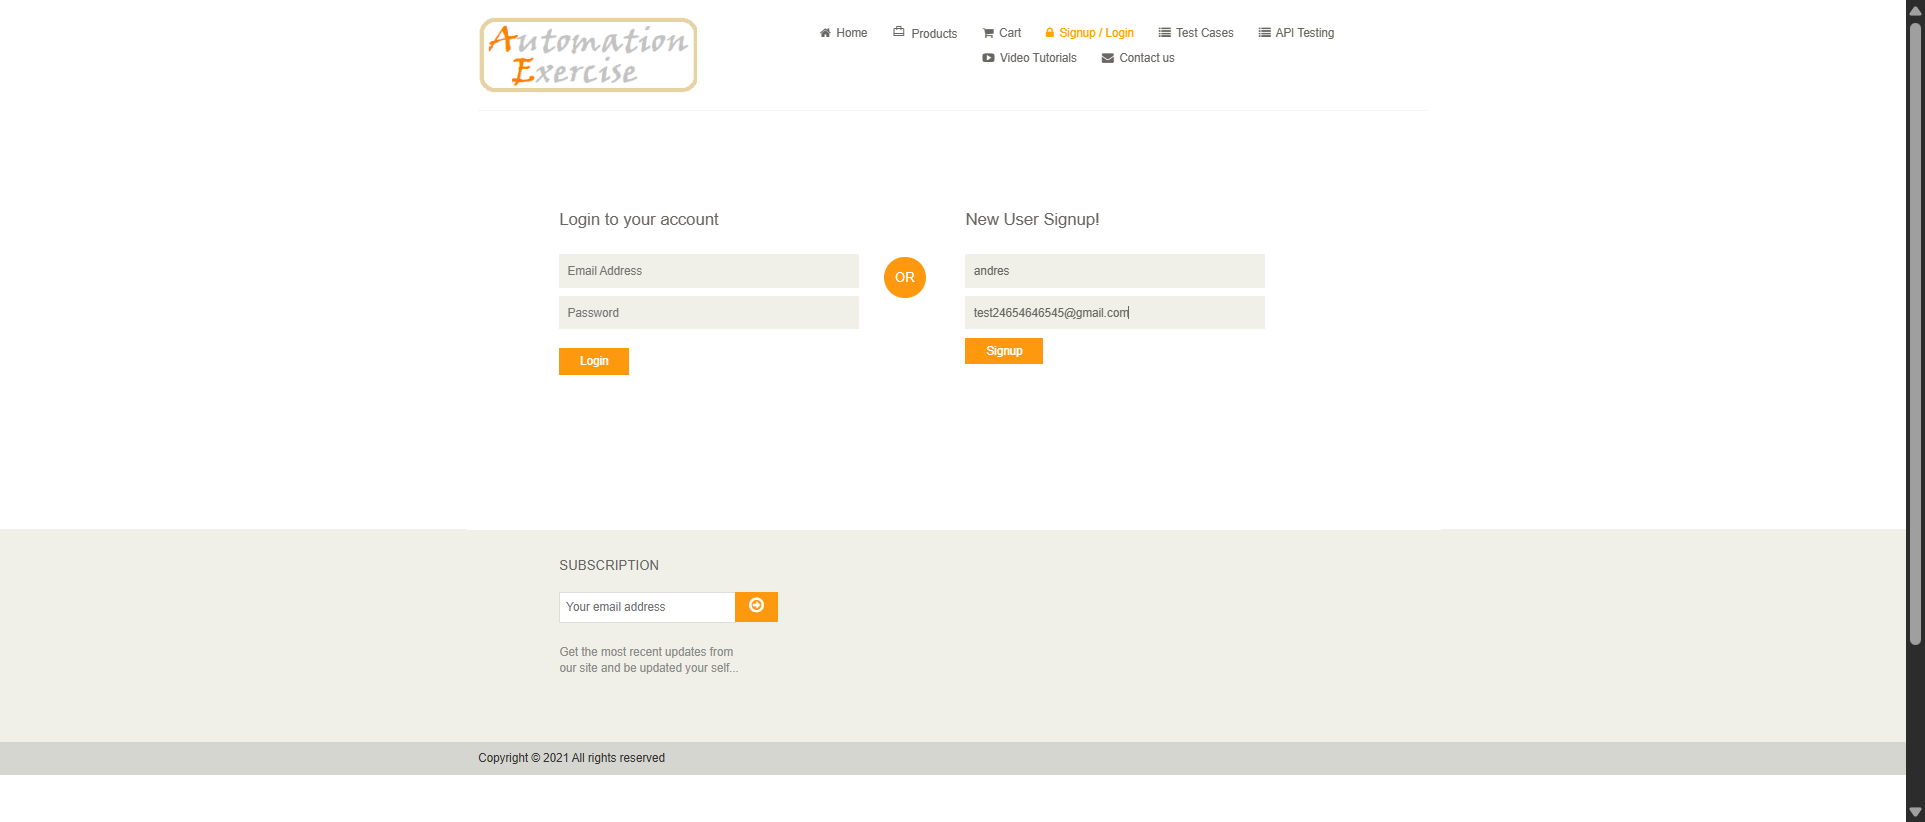 Automation
Exercise
Home
Products
Cart
Signup / Login
Test Cases
API Testing
Video Tutorials
Contact us
Login to your account
Email Address
Password
Login
OR
New User Signup!
andres
test24654646545@gmail.com
Signup
SUBSCRIPTION
Your email address
Get the most recent updates from
our site and be updated your self...
Copyright © 2021 All rights reserved